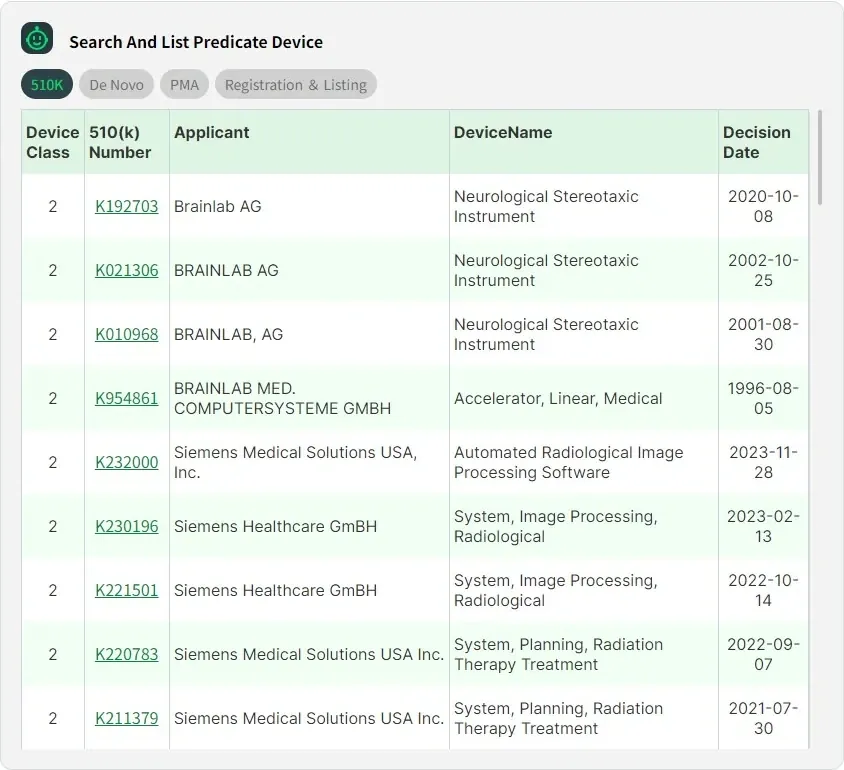 Search And List Predicate Device
510K De Novo PMA Registration & Listing
Device Class 510(k) Number Applicant DeviceName Decision Date
2 K192703 Brainlab AG Neurological Stereotaxic Instrument 2020-10-08
2 K021306 BRAINLAB AG Neurological Stereotaxic Instrument 2002-10-25
2 K010968 BRAINLAB, AG Neurological Stereotaxic Instrument 2001-08-30
2 K954861 BRAINLAB MED. COMPUTERSYSTEME GMBH Accelerator, Linear, Medical 1996-08-05
2 K232000 Siemens Medical Solutions USA, Inc. Automated Radiological Image Processing Software 2023-11-28
2 K230196 Siemens Healthcare GmBH System, Image Processing, Radiological 2023-02-13
2 K221501 Siemens Healthcare GmBH System, Image Processing, Radiological 2022-10-14
2 K220783 Siemens Medical Solutions USA Inc. System, Planning, Radiation Therapy Treatment 2022-09-07
2 K211379 Siemens Medical Solutions USA Inc. System, Planning, Radiation Therapy Treatment 2021-07-30